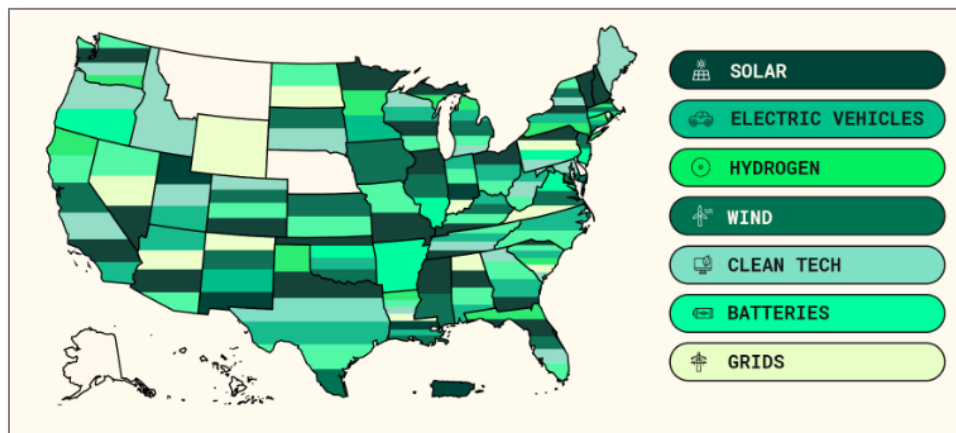 SOLAR
ELECTRIC VEHICLES
HYDROGEN
WIND
CLEAN TECH
BATTERIES
GRIDS